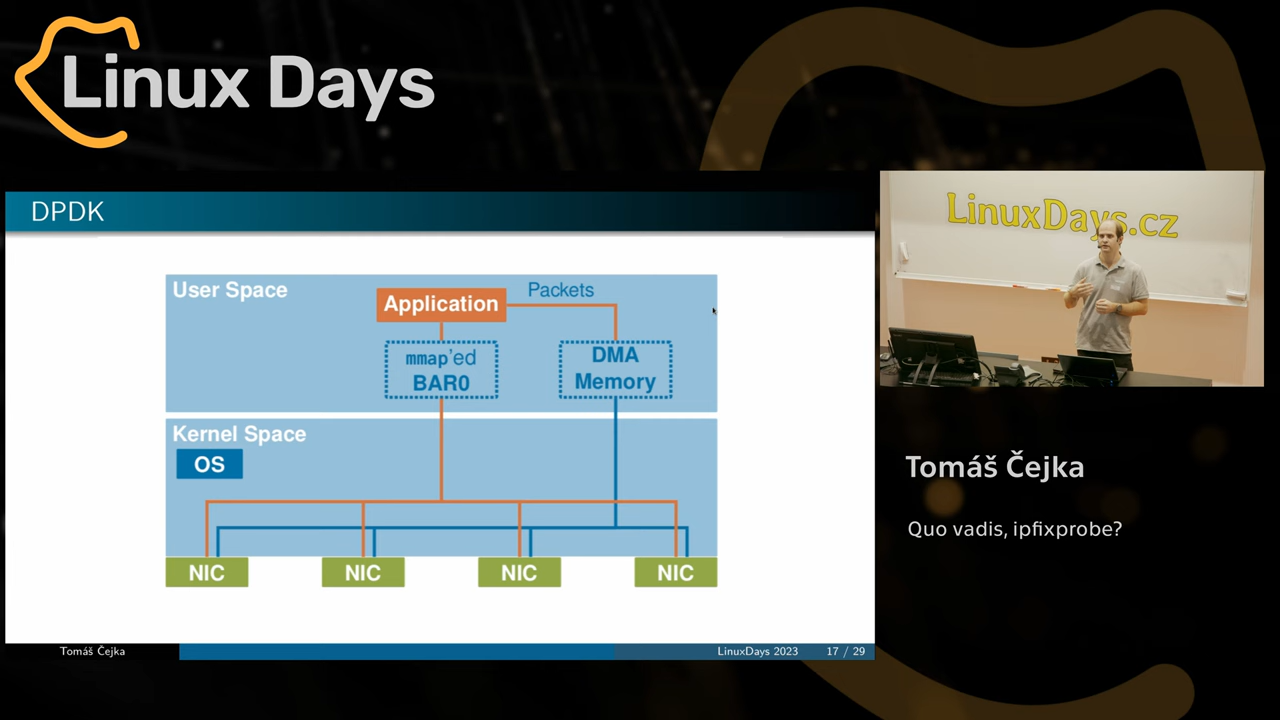 Linux Days
DPDK
User Space
Application
Packets
mmap'ed
BAR0
DMA
Memory
Kernel Space
OS
NIC
NIC
NIC
NIC
Tomáš Čejka
LinuxDays 2023
17 / 29
LinuxDays.cz
Tomáš Čejka
Quo vadis, ipfixprobe?